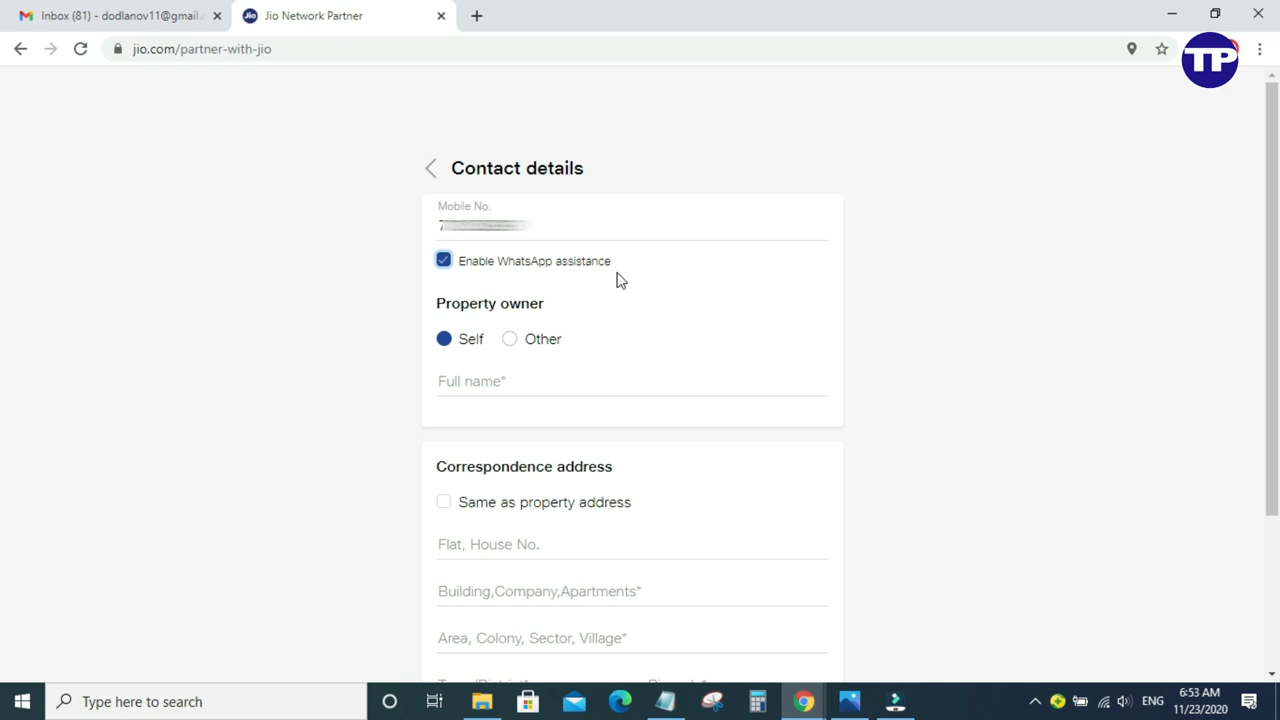 Inbox (81) - dodlanov11@gmail.c
Jio Jio Network Partner
jio.com/partner-with-jio
TP
Contact details
Mobile No.
7
Enable WhatsApp assistance
Property owner
Self Other
Full name*
Correspondence address
Same as property address
Flat, House No.
Building,Company,Apartments*
Area, Colony, Sector, Village*
Type here to search
ENG
6:53 AM
11/23/2020